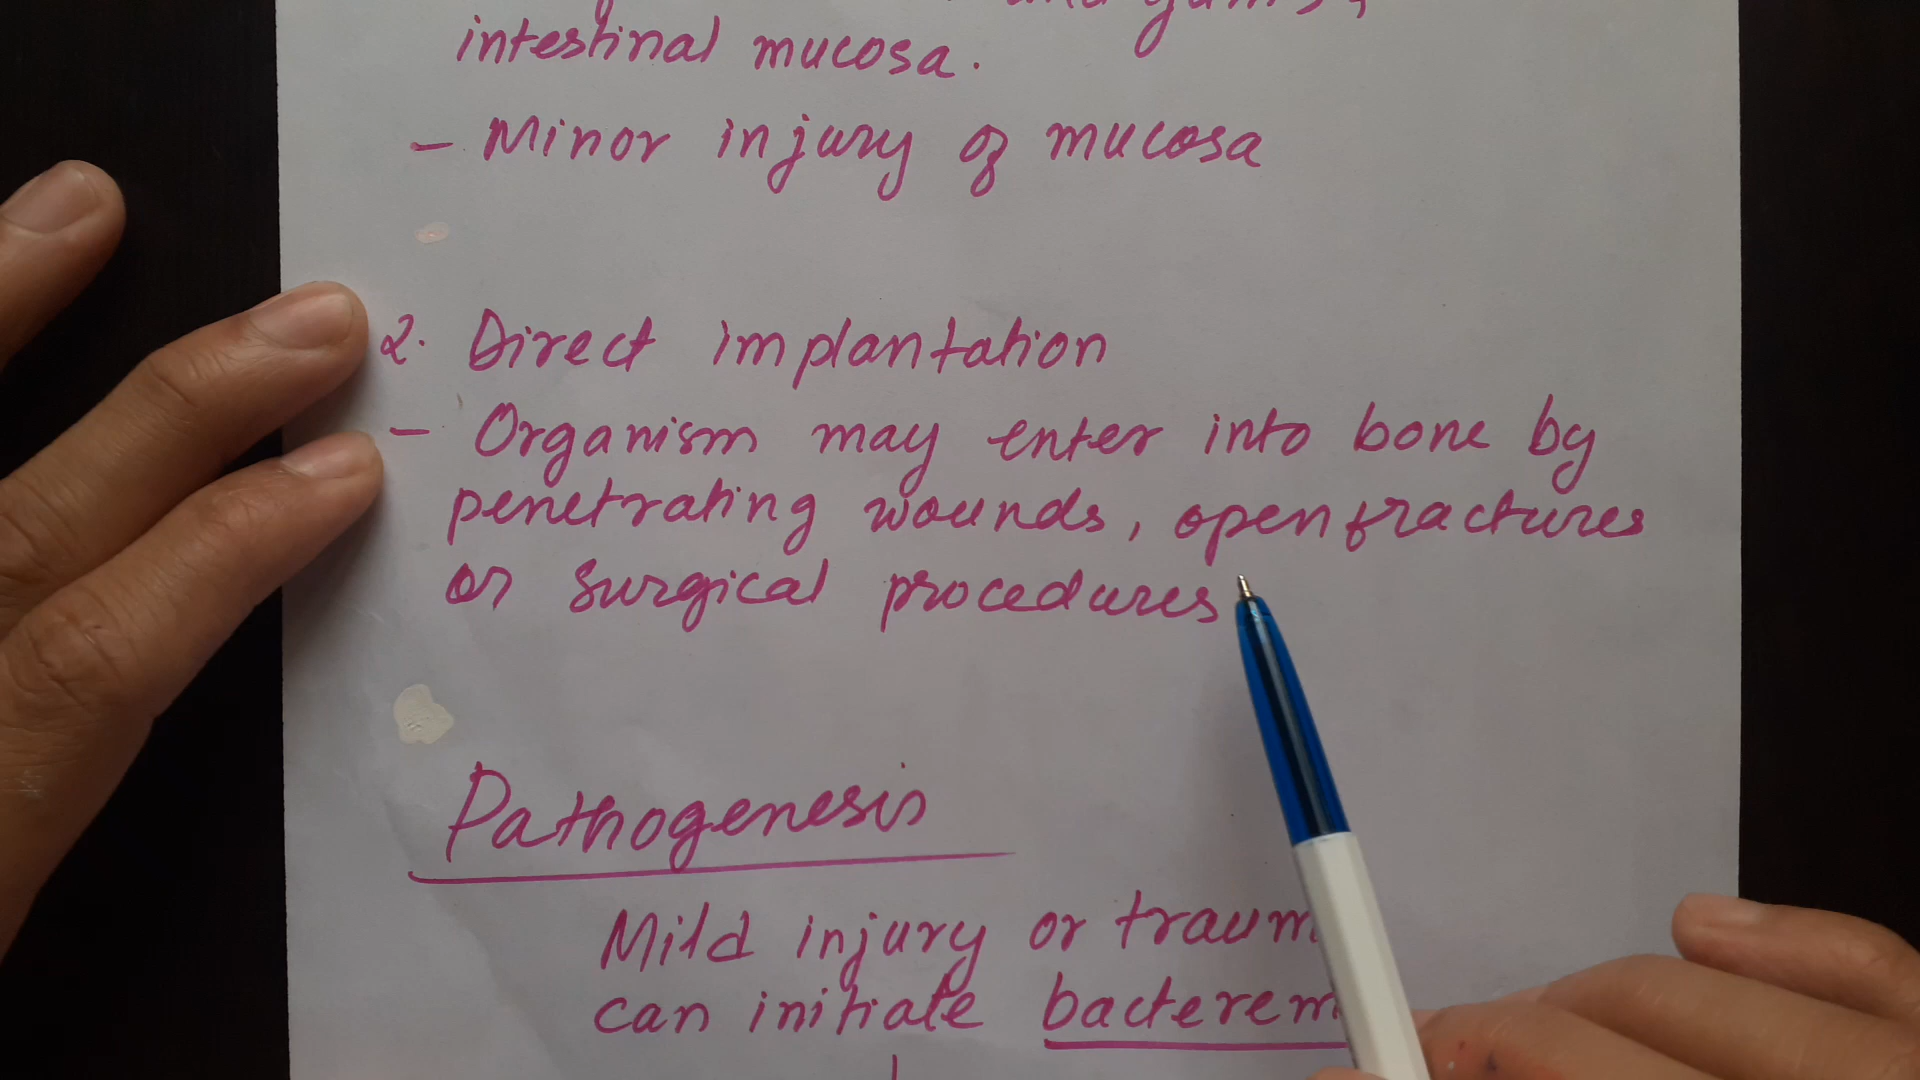 intestinal mucosa.
- Minor injury of mucosa
2. Direct implantation
- Organism may enter into bone by
penetrating wounds, open fractures
or surgical procedures
Pathogenesis
Mild injury or traum
can initiate bacterem